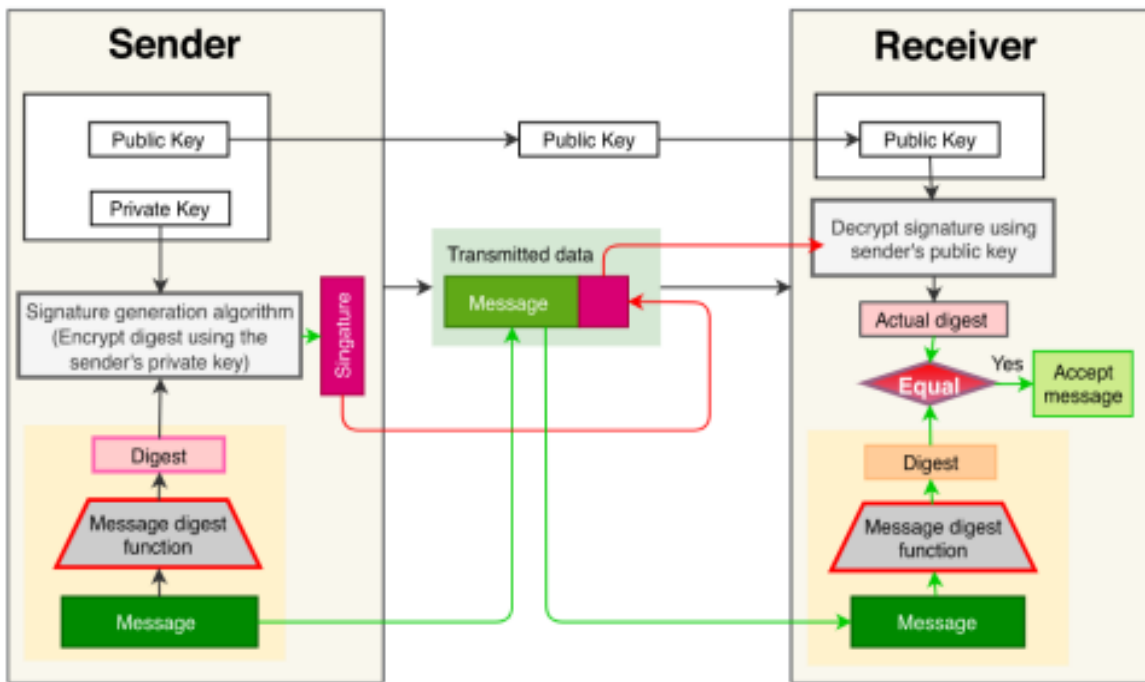 Sender
Public Key
Private Key
Signature generation algorithm
(Encrypt digest using the
sender's private key)
Singature
Digest
Message digest
function
Message
Public Key
Transmitted data
Message
Receiver
Public Key
Decrypt signature using
sender's public key
Actual digest
Equal
Yes
Accept
message
Digest
Message digest
function
Message